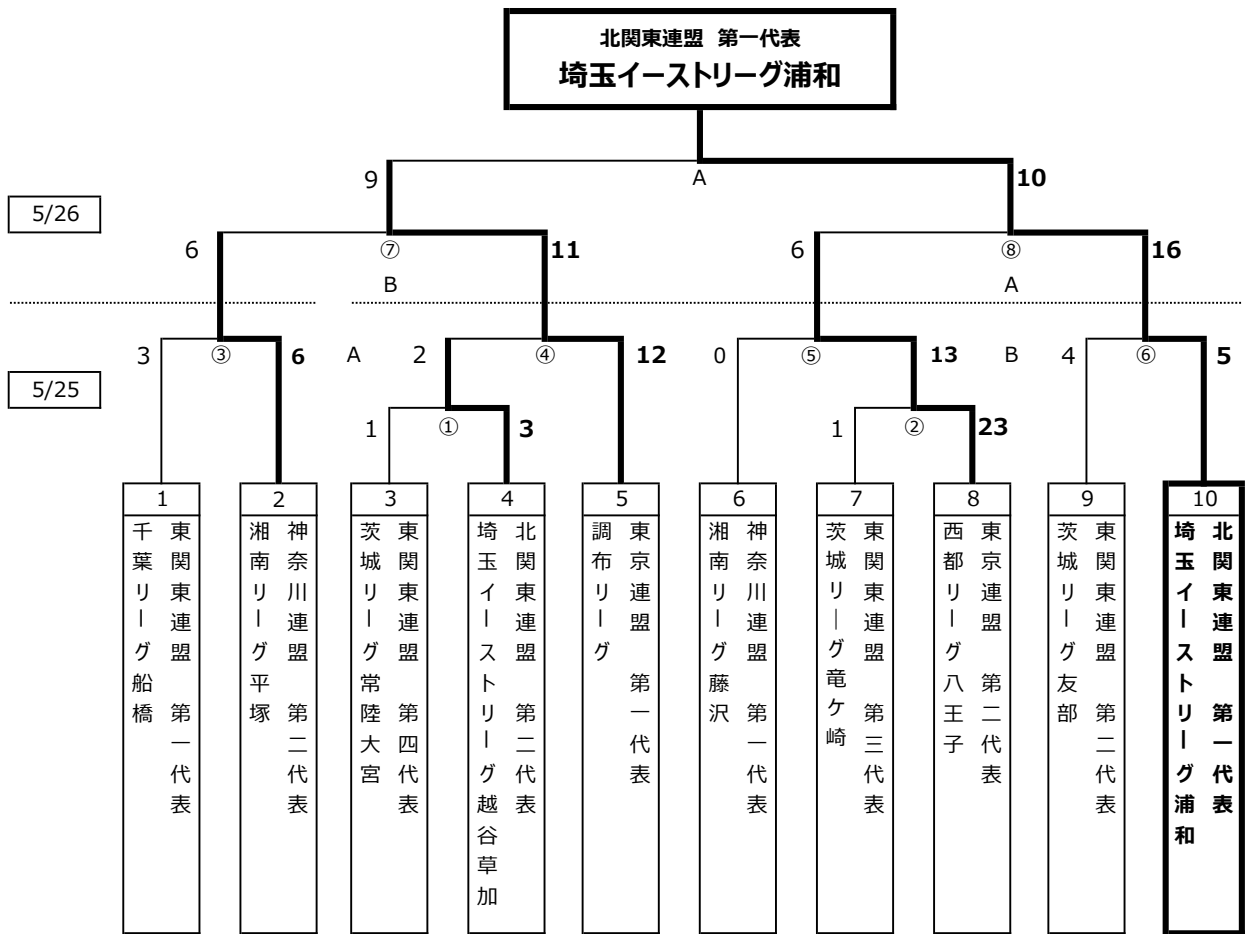 北関東連盟 第一代表
埼玉イーストリーグ浦和
9
A
10
5/26
6
⑦
11
6
⑧
16
B
A
3
③
6
A
2
④
12
0
⑤
13
B
4
⑥
5
5/25
1
①
3
1
②
23
1
東関東連盟 第一代表
千葉リーグ船橋
2
神奈川連盟 第二代表
湘南リーグ平塚
3
東関東連盟 第四代表
茨城リーグ常陸大宮
4
北関東連盟 第二代表
埼玉イーストリーグ越谷草加
5
東京連盟 第一代表
調布リーグ
6
神奈川連盟 第一代表
湘南リーグ藤沢
7
東関東連盟 第三代表
茨城リ―グ竜ケ崎
8
東京連盟 第二代表
西都リーグ八王子
9
東関東連盟 第二代表
茨城リーグ友部
10
北関東連盟 第一代表
埼玉イーストリーグ浦和